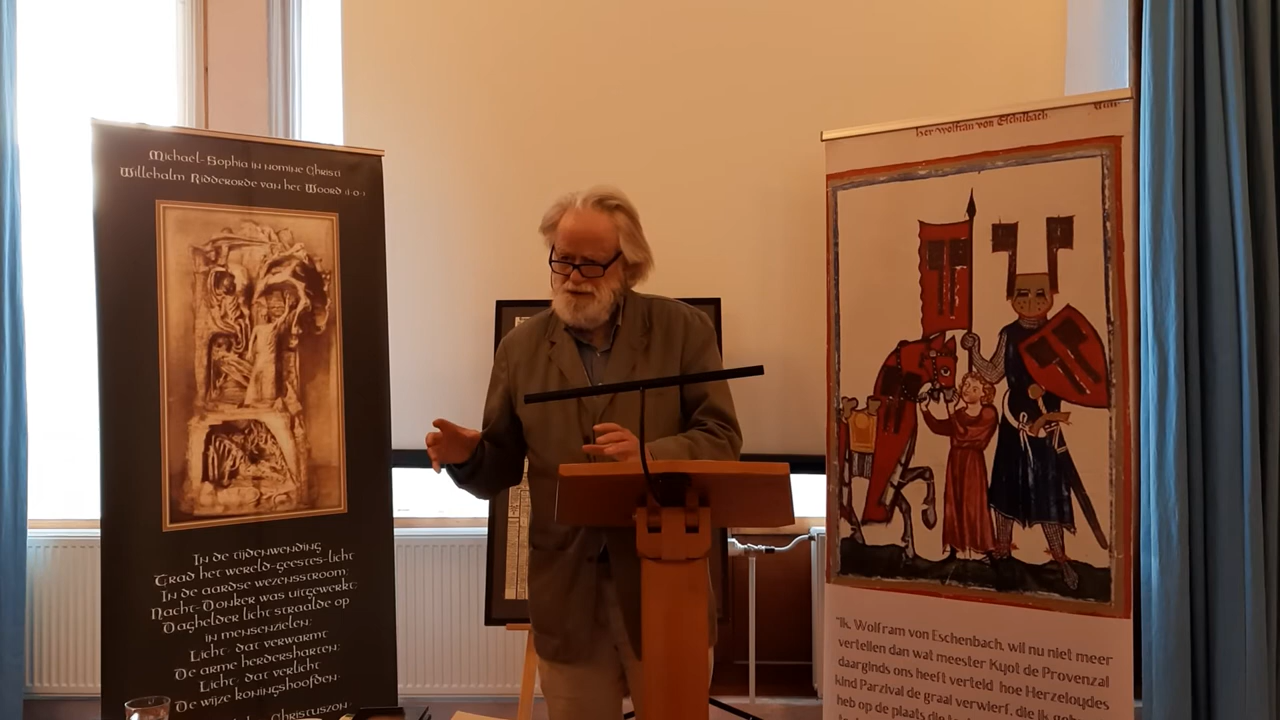 Michael-Sophia in nomine Christi
Willehalm Ridderorde van het Woord i.o.
In de tijdenwending
Trad het wereld-geestes-licht
In de aardse wezensstroom;
Nacht-Donker was uitgewerkt;
Daghelder licht straalde op
in mensenzielen;
Licht, dat verwarmt
De arme herdersharten;
Licht, dat verlicht
De wijze koningshoofden.
Christuszon,
her wolfran von Eschilbach
"Ik, Wolfram von Eschenbach, wil nu niet meer
vertellen dan wat meester Kyot de Provenzal
daarginds ons heeft verteld hoe Herzeloydes
kind Parzival de graal verwierf, die ik
heb op de plaats die